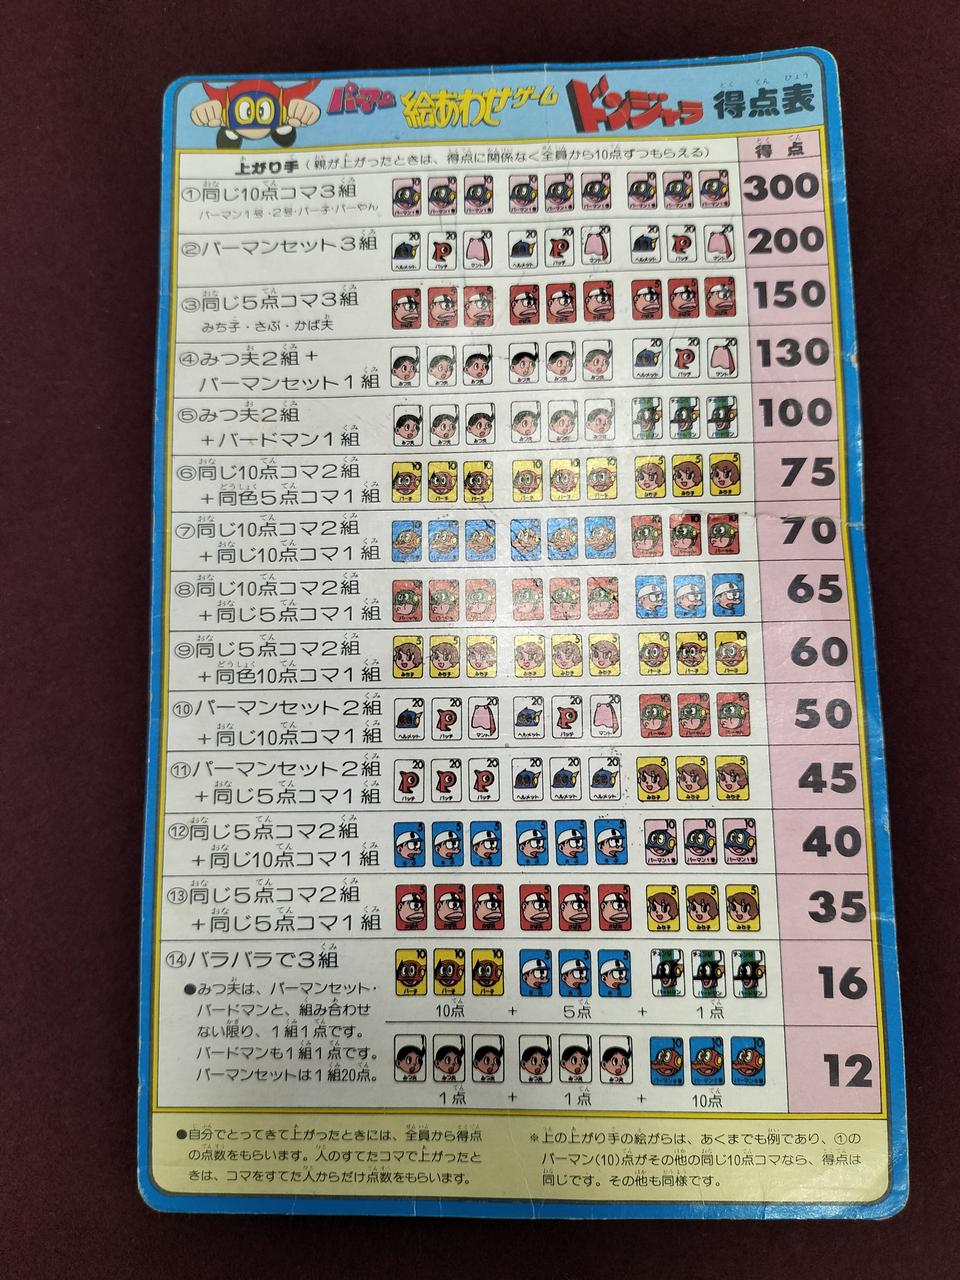 パーマン 絵あわせゲーム ドンジャラ 得点表
上がり手(親が上がったときは、得点に関係なく全員から10点ずつもらえる) 得点
①同じ10点コマ3組 300
パーマン1号・2号・パー子・パーやん
②パーマンセット3組 200
③同じ5点コマ3組 150
みち子・さぶ・かば夫
④みつ夫2組+ 130
パーマンセット1組
⑤みつ夫2組 100
+バードマン1組
⑥同じ10点コマ2組 75
+同色5点コマ1組
⑦同じ10点コマ2組 70
+同じ10点コマ1組
⑧同じ10点コマ2組 65
+同じ5点コマ1組
⑨同じ5点コマ2組 60
+同色10点コマ1組
⑩パーマンセット2組 50
+同じ10点コマ1組
⑪パーマンセット2組 45
+同じ5点コマ1組
⑫同じ5点コマ2組 40
+同じ10点コマ1組
⑬同じ5点コマ2組 35
+同じ5点コマ1組
⑭バラバラで3組 16
10点 + 5点 + 1点
●みつ夫は、パーマンセット・
バードマンと、組み合わせ
ない限り、1組1点です。
バードマンも1組1点です。
パーマンセットは1組20点。
12
1点 + 1点 + 10点
●自分でとってきて上がったときには、全員から得点
の点数をもらいます。人のすてたコマで上がったと
きは、コマをすてた人からだけ点数をもらいます。
※上の上がり手の絵がらは、あくまでも例であり、①の
パーマン(10)点がその他の同じ10点コマなら、得点は
同じです。その他も同様です。